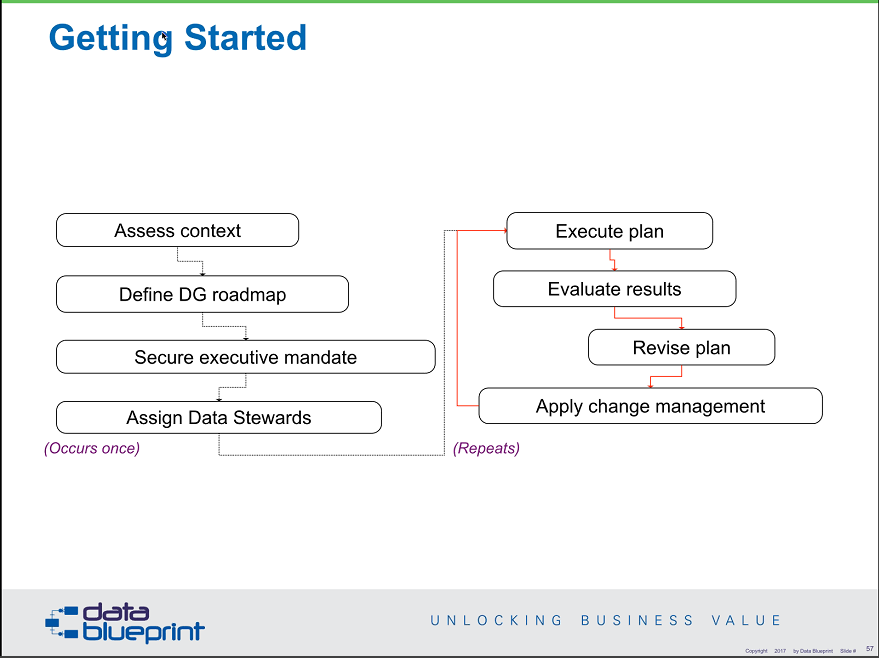 Getting Started
Assess context
Define DG roadmap
Secure executive mandate
Assign Data Stewards
(Occurs once)
Execute plan
Evaluate results
Revise plan
Apply change management
(Repeats)
data
blueprint
UNLOCKING BUSINESS VALUE
Copyright 2017 by Data Blueprint Slide # 57